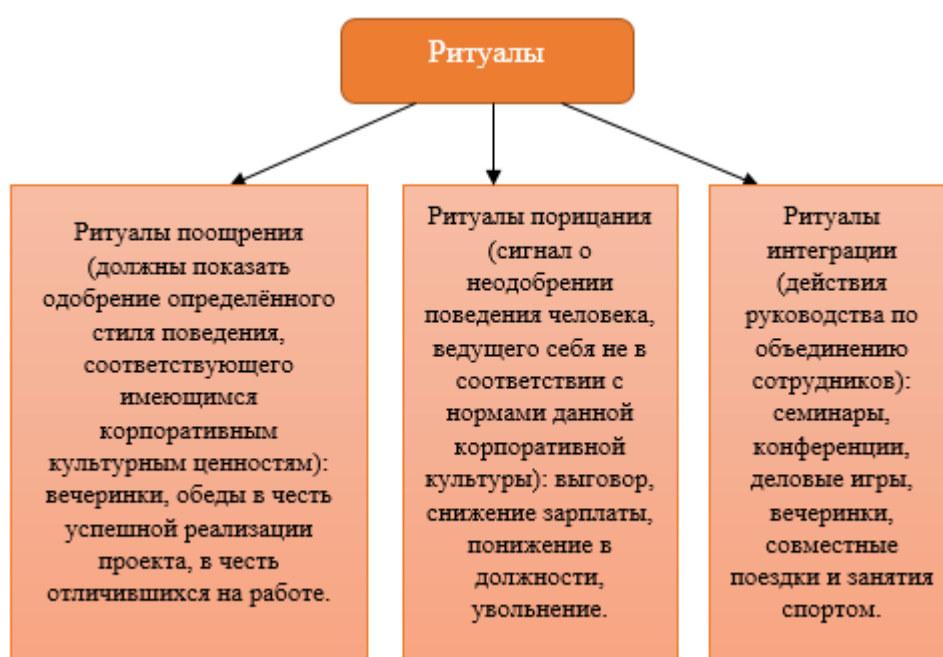 Ритуалы
Ритуалы поощрения
(должны показать
одобрение определённого
стиля поведения,
соответствующего
имеющимся
корпоративным
культурным ценностям):
вечеринки, обеды в честь
успешной реализации
проекта, в честь
отличившихся на работе.
Ритуалы порицания
(сигнал о
неодобрении
поведения человека,
ведущего себя не в
соответствии с
нормами данной
корпоративной
культуры): выговор,
снижение зарплаты,
понижение в
должности,
увольнение.
Ритуалы
интеграции
(действия
руководства по
объединению
сотрудников):
семинары,
конференции,
деловые игры,
вечеринки,
совместные
поездки и занятия
спортом.